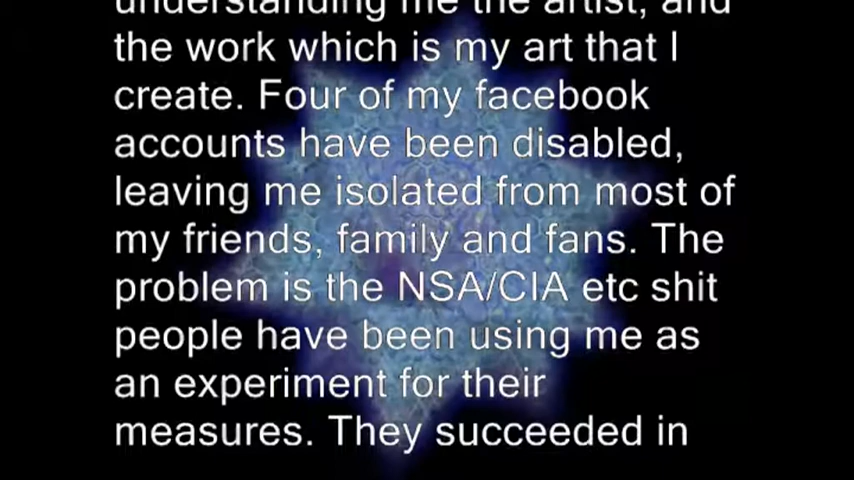 understanding me the artist, and
the work which is my art that I
create. Four of my facebook
accounts have been disabled,
leaving me isolated from most of
my friends, family and fans. The
problem is the NSA/CIA etc shit
people have been using me as
an experiment for their
measures. They succeeded in